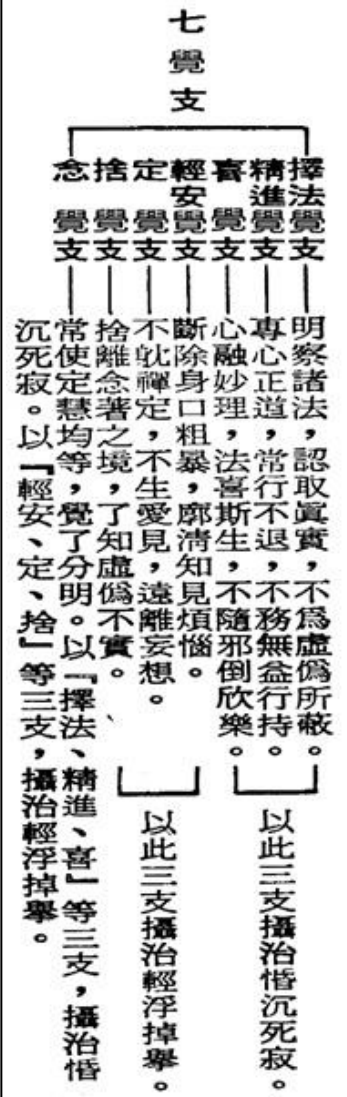 七覺支
擇法覺支——明察諸法，認取眞實，不爲虛僞所蔽。
精進覺支——專心正道，常行不退，不務無益行持。
喜覺支——心融妙理，法喜斯生，不隨邪倒欣樂。
以此三支攝治惛沉死寂。
輕安覺支——斷除身口粗暴，廓清知見煩惱。
定覺支——不躭禪定，不生愛見，遠離妄想。
捨覺支——捨離念著之境，了知虛僞不實。
以此三支攝治輕浮掉舉。
念覺支——常使定慧均等，覺了分明。以『擇法、精進、喜』等三支，攝治惛
沉死寂。以『輕安、定、捨』等三支，攝治輕浮掉舉。